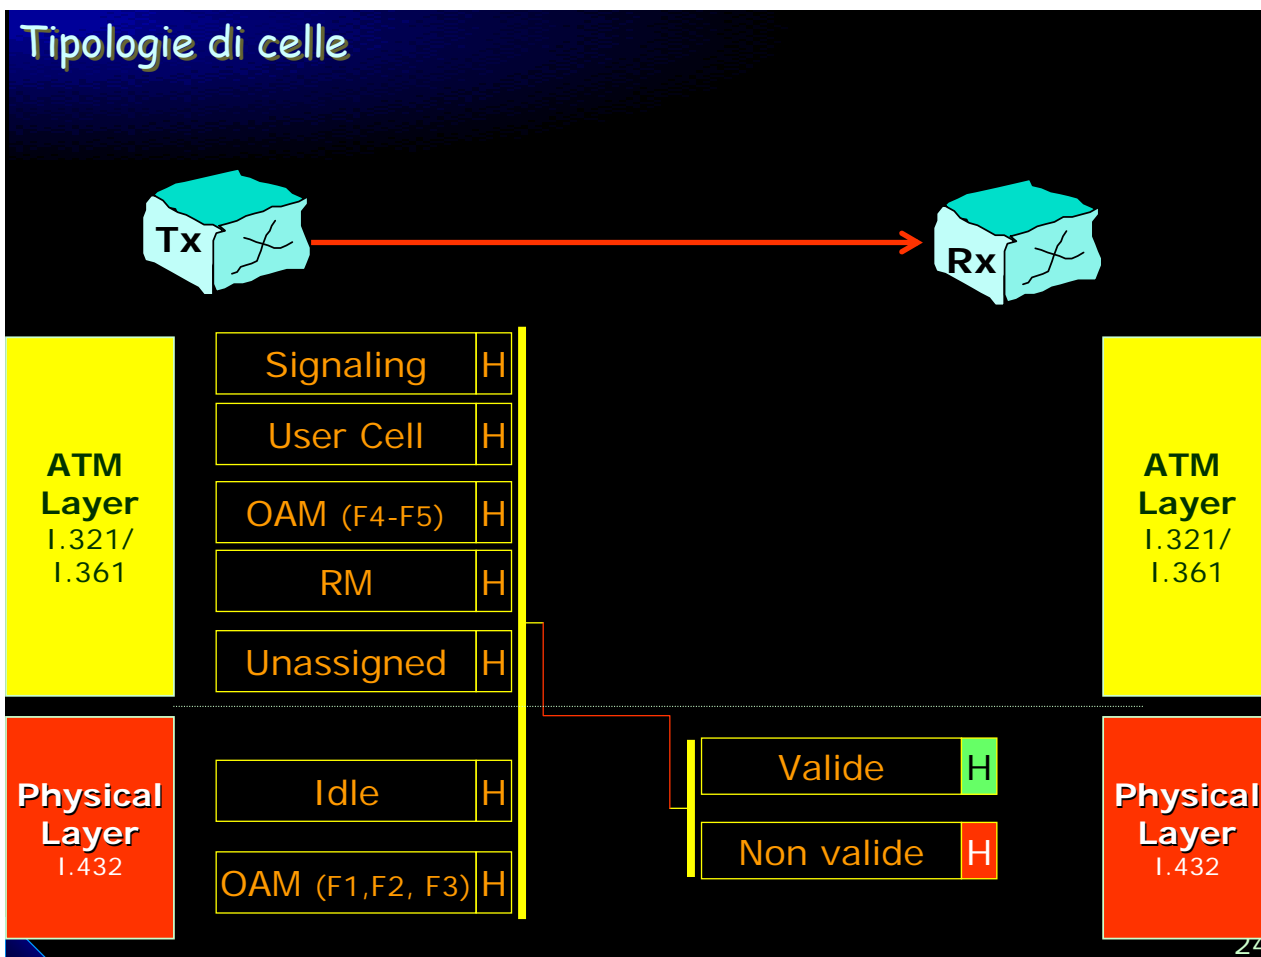 Tipologie di celle
Tx
Rx
ATM
Layer
I.321/
I.361
Signaling H
User Cell H
OAM (F4-F5) H
RM H
Unassigned H
ATM
Layer
I.321/
I.361
Physical
Layer
I.432
Idle H
OAM (F1,F2, F3) H
Valide H
Non valide H
Physical
Layer
I.432
24